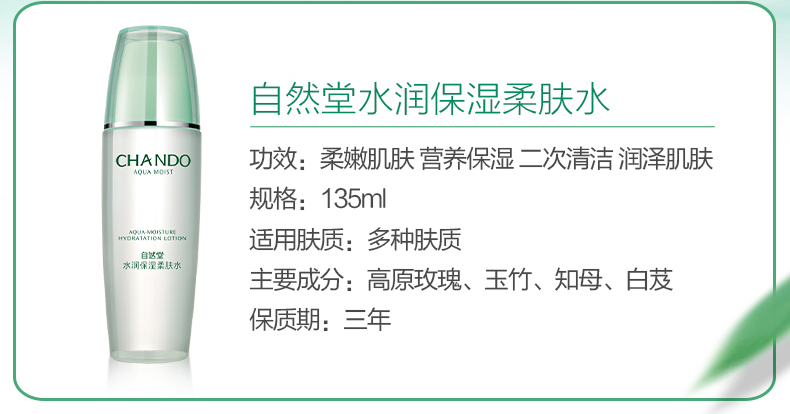 CHANDO
AQUA MOIST
AQUA-MOISTURE
HYDRATATION LOTION
自然堂
水润保湿柔肤水
自然堂水润保湿柔肤水
功效：柔嫩肌肤 营养保湿 二次清洁 润泽肌肤
规格：135ml
适用肤质：多种肤质
主要成分：高原玫瑰、玉竹、知母、白芨
保质期：三年